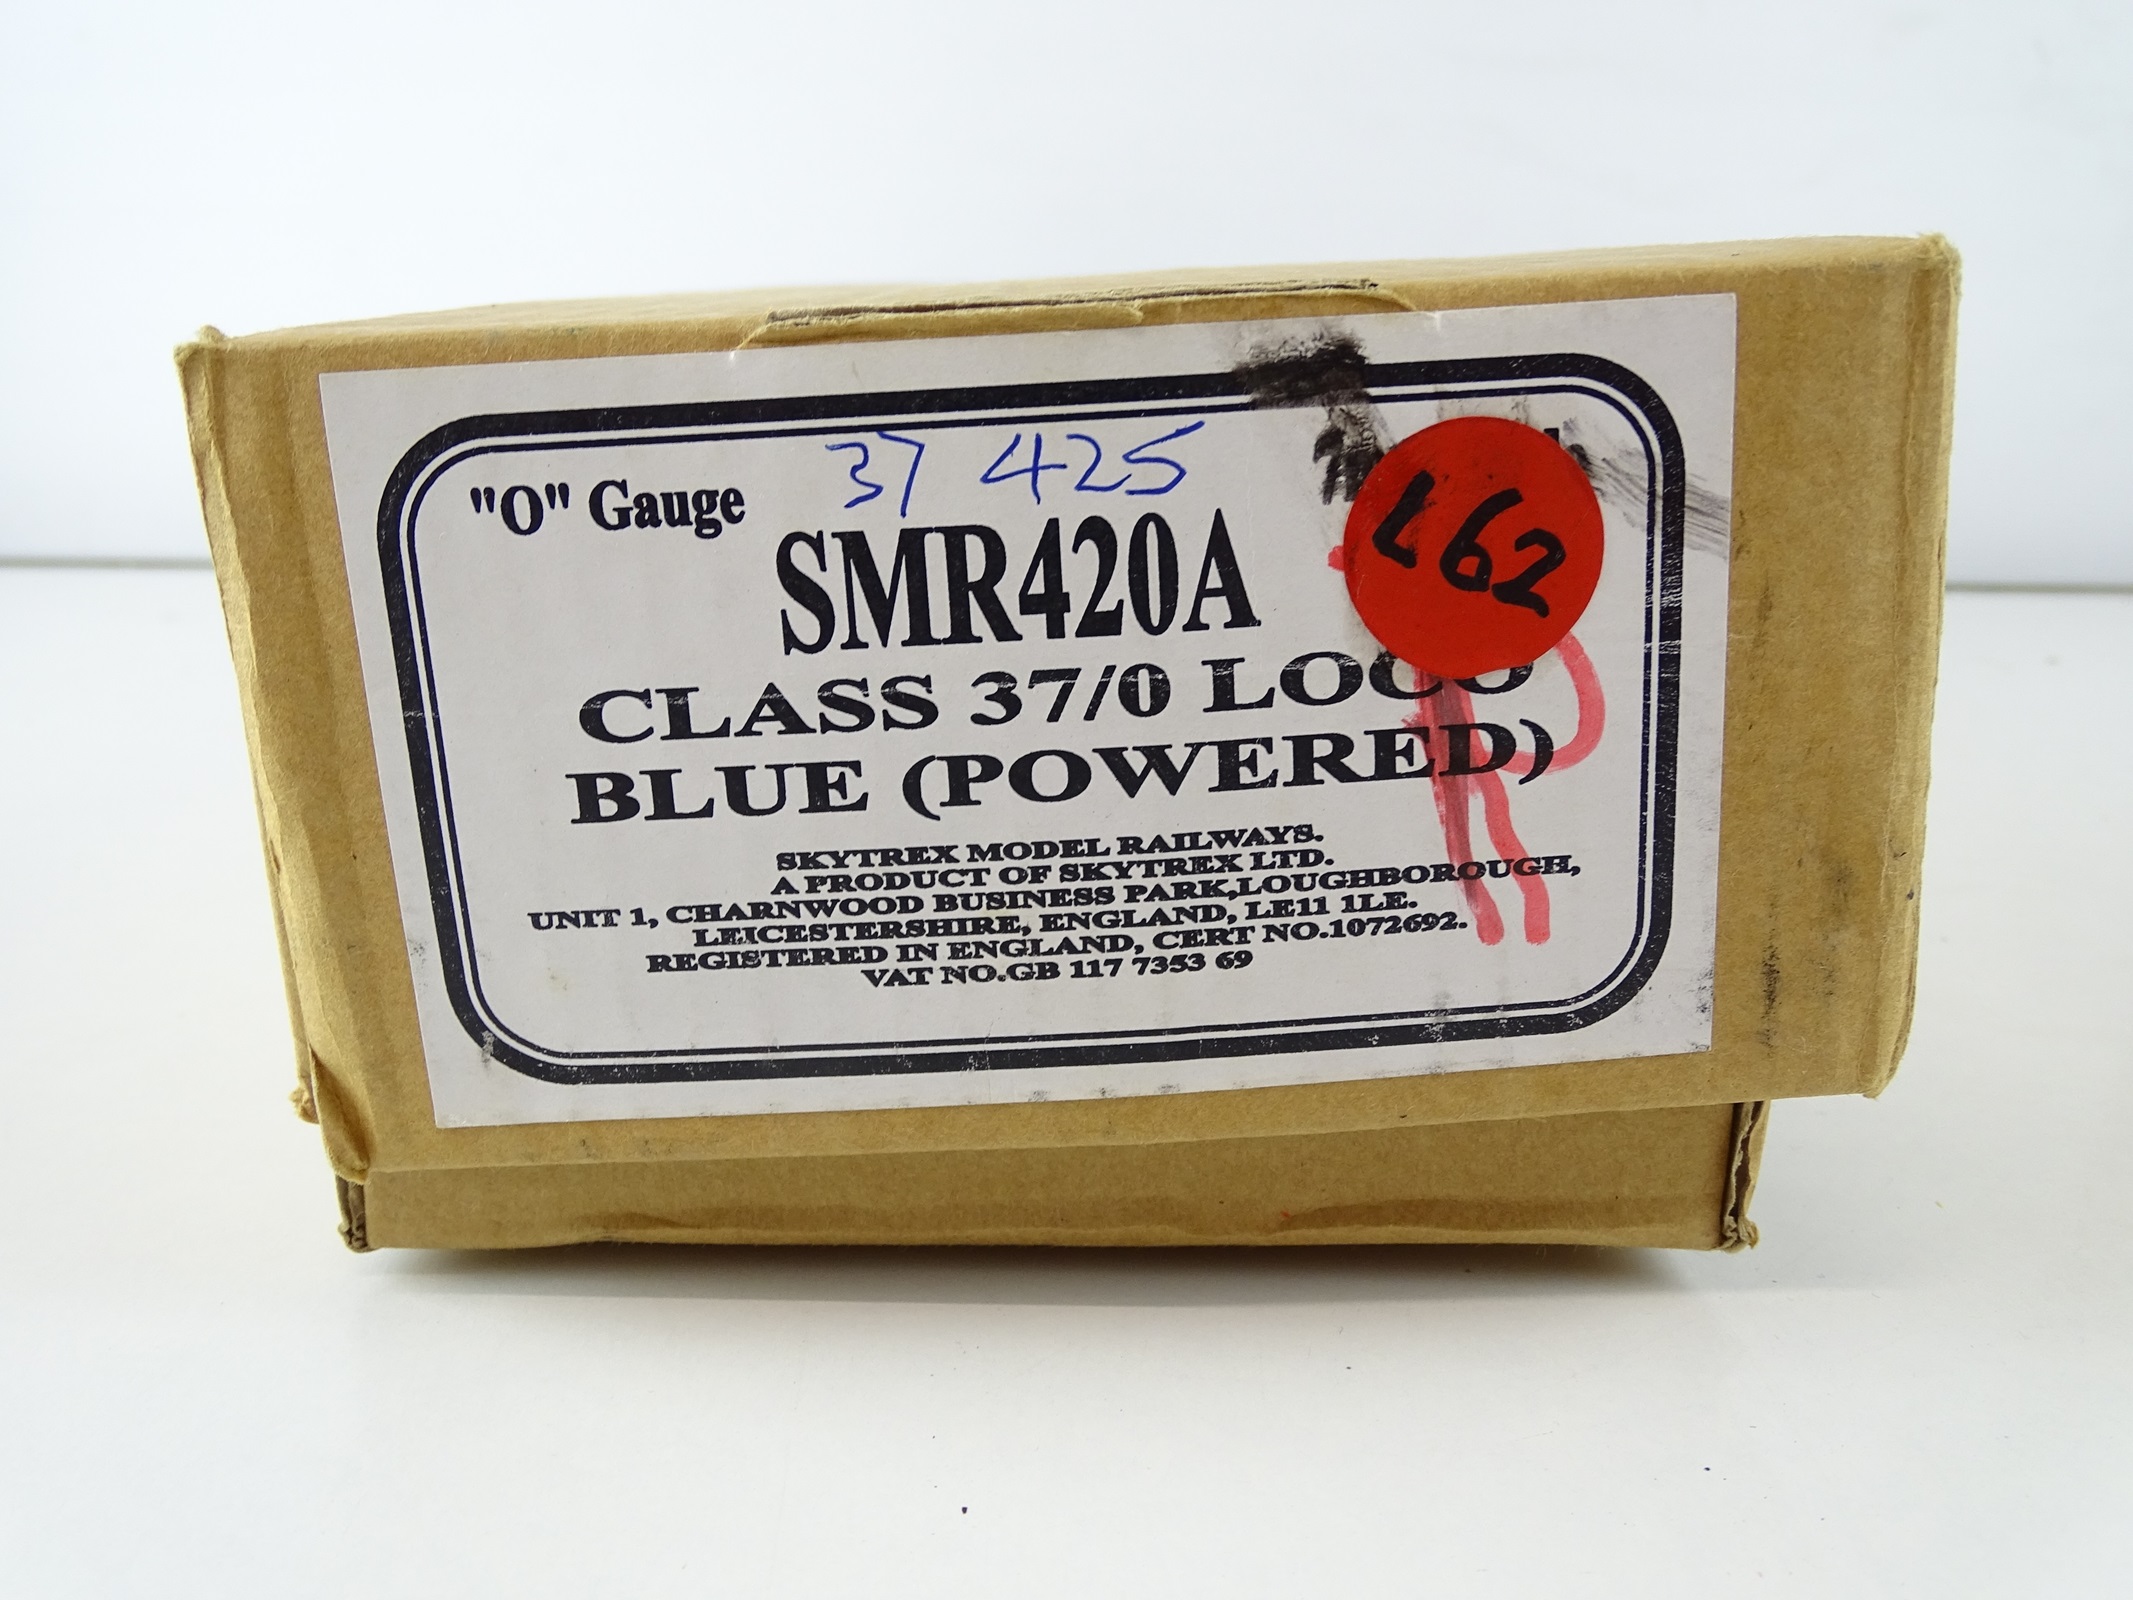 37 425
"O" Gauge
L62
SMR420A
CLASS 37/0 LOCO
BLUE (POWERED)
SKYTREX MODEL RAILWAYS.
A PRODUCT OF SKYTREX LTD.
UNIT 1, CHARNWOOD BUSINESS PARK,LOUGHBOROUGH,
LEICESTERSHIRE, ENGLAND, LE11 1LE.
REGISTERED IN ENGLAND, CERT NO.1072692.
VAT NO.GB 117 7353 69